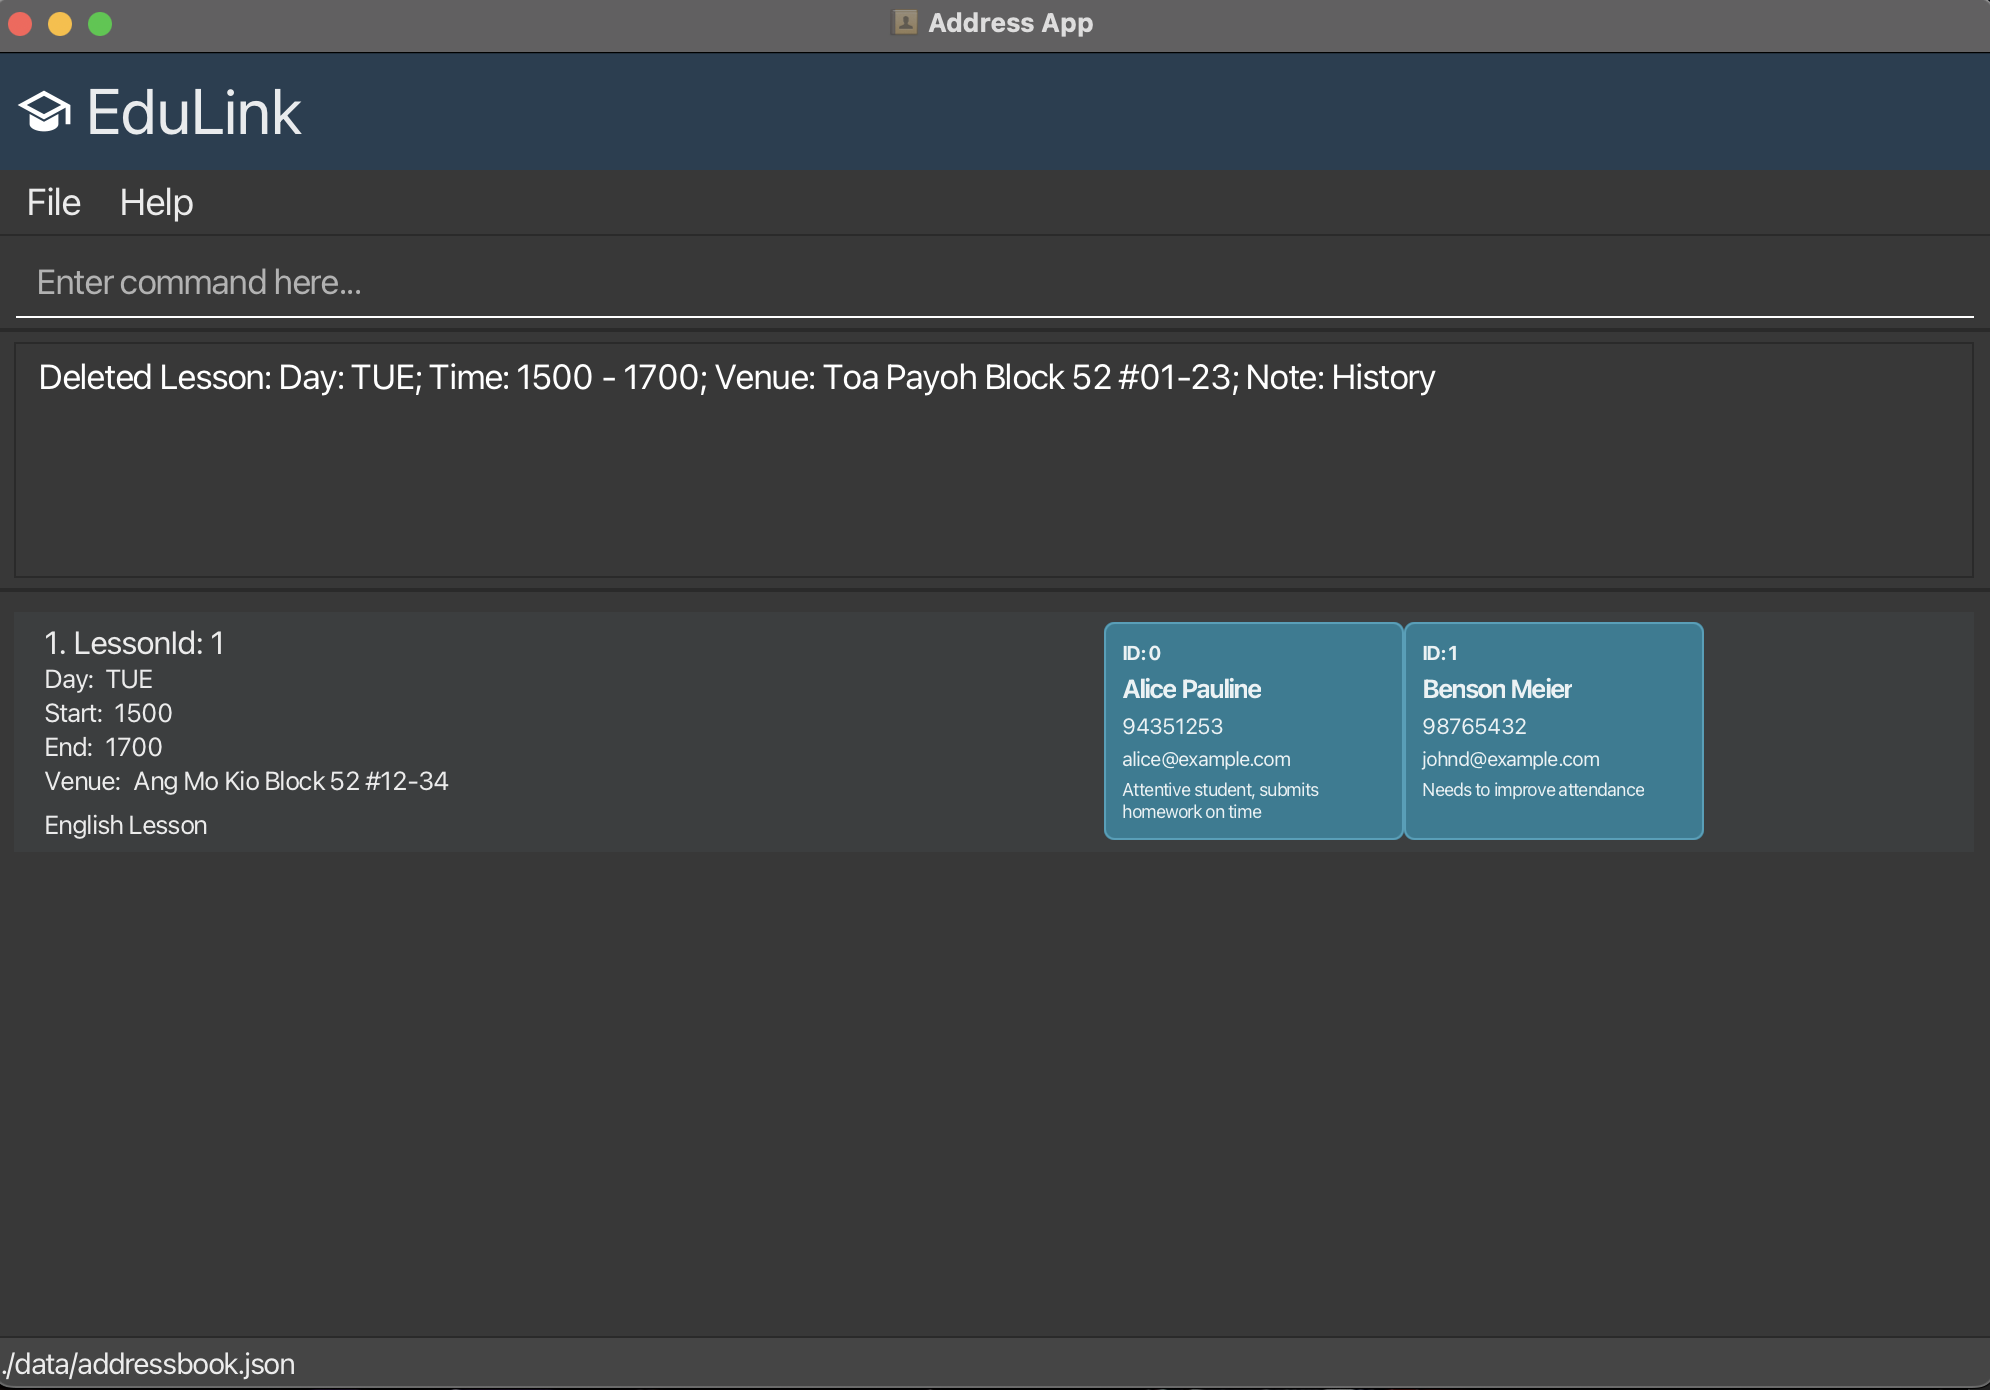 Address App
EduLink
File Help
Enter command here...
Deleted Lesson: Day: TUE; Time: 1500 - 1700; Venue: Toa Payoh Block 52 #01-23; Note: History
1. LessonId: 1
Day: TUE
Start: 1500
End: 1700
Venue: Ang Mo Kio Block 52 #12-34
English Lesson
ID: 0
Alice Pauline
94351253
alice@example.com
Attentive student, submits
homework on time
ID: 1
Benson Meier
98765432
johnd@example.com
Needs to improve attendance
./data/addressbook.json